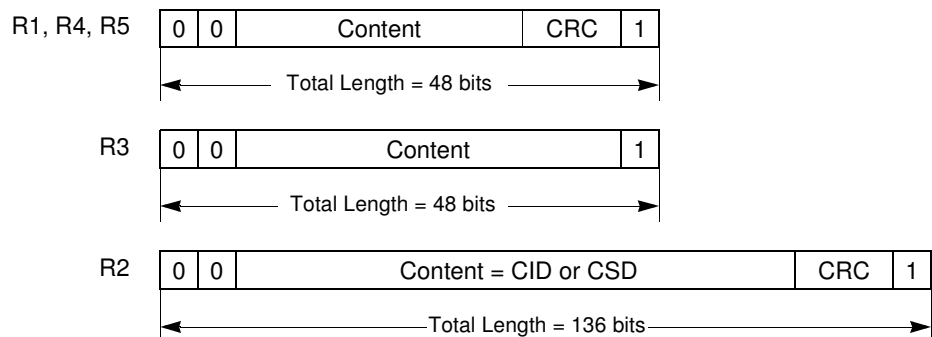 R1, R4, R5 0 0 Content CRC 1
Total Length = 48 bits
R3 0 0 Content 1
Total Length = 48 bits
R2 0 0 Content = CID or CSD CRC 1
Total Length = 136 bits